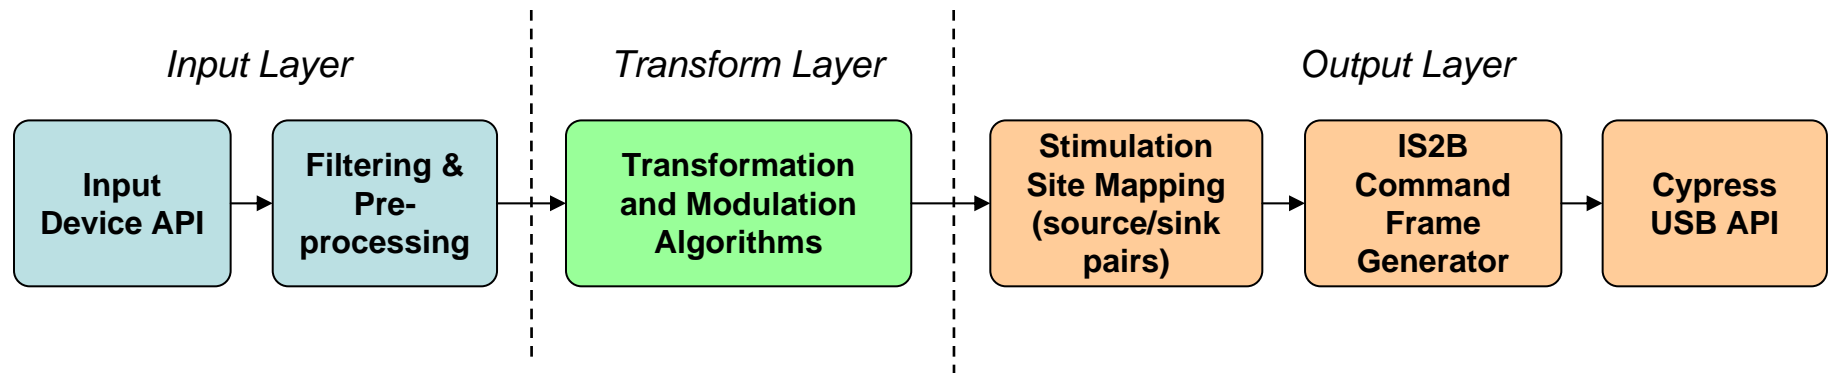 Input Layer
Transform Layer
Output Layer
Input
Device API
Filtering &
Pre-
processing
Transformation
and Modulation
Algorithms
Stimulation
Site Mapping
(source/sink
pairs)
IS2B
Command
Frame
Generator
Cypress
USB API